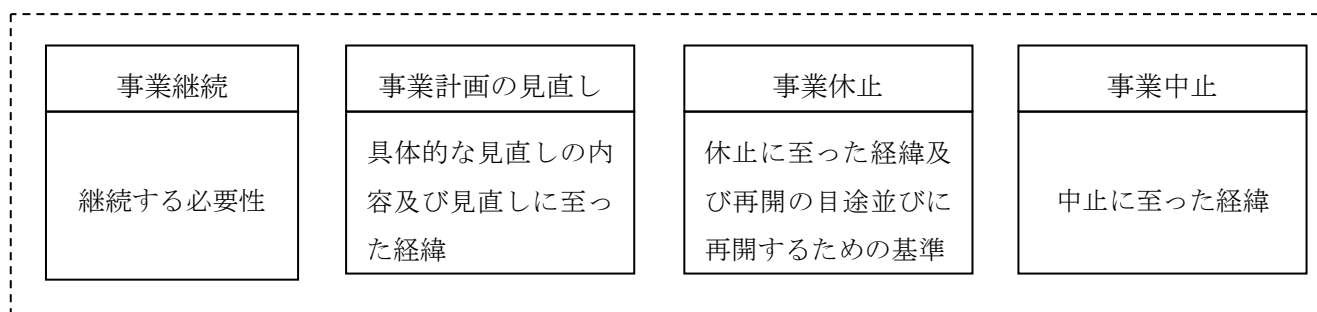 事業継続
継続する必要性
事業計画の見直し
具体的な見直しの内
容及び見直しに至っ
た経緯
事業休止
休止に至った経緯及
び再開の目途並びに
再開するための基準
事業中止
中止に至った経緯